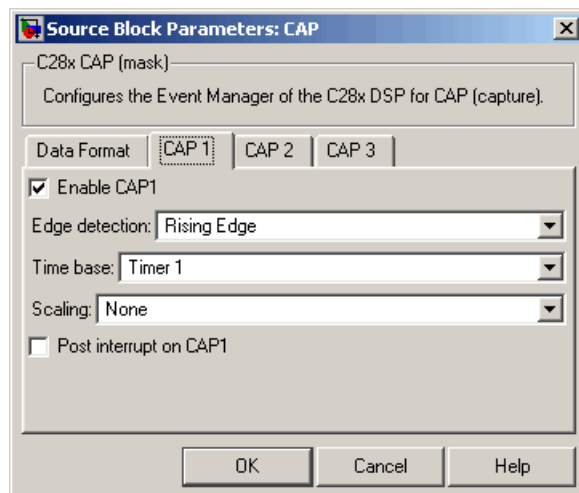 Source Block Parameters: CAP
C28x CAP (mask)
Configures the Event Manager of the C28x DSP for CAP (capture).
Data Format CAP 1 CAP 2 CAP 3
Enable CAP1
Edge detection: Rising Edge
Time base: Timer 1
Scaling: None
Post interrupt on CAP1
OK Cancel Help